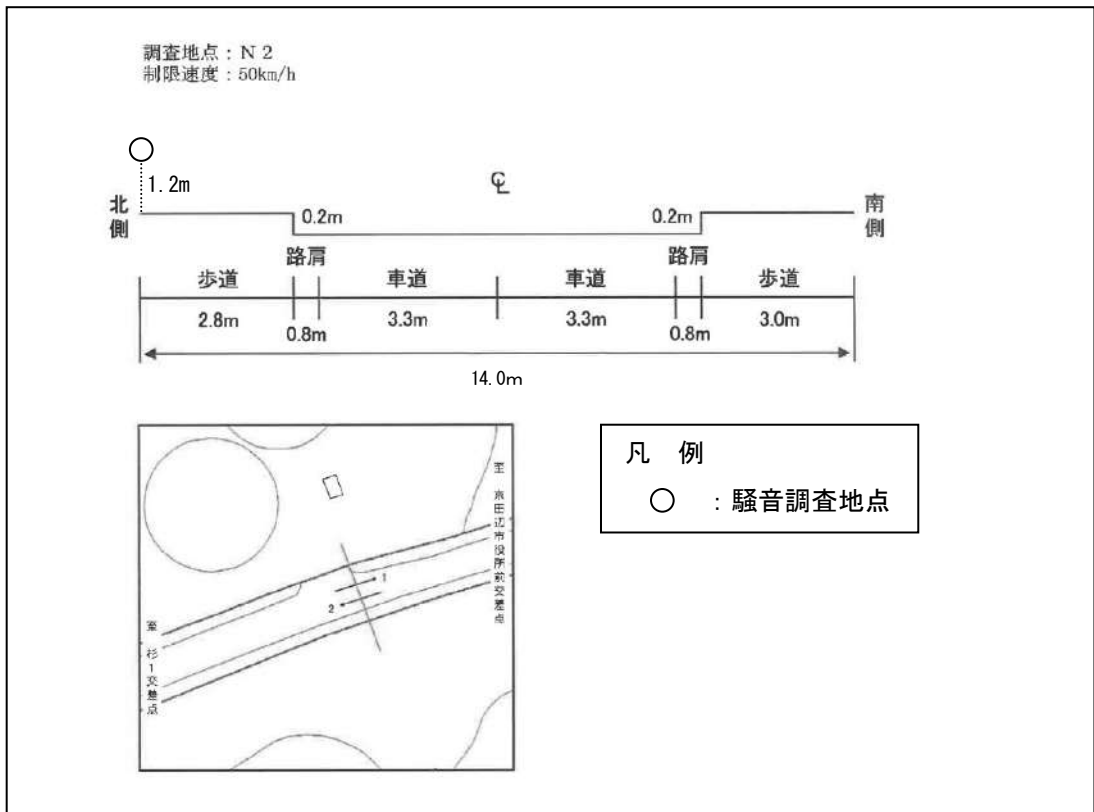 調査地点：N 2
制限速度：50km/h
1.2m
北側
0.2m
℄
0.2m
南側
路肩
路肩
歩道
車道
車道
歩道
2.8m
0.8m
3.3m
3.3m
0.8m
3.0m
14.0m
至 京田辺市役所前交差点
1
2
至 杉1交差点
凡 例
○ ：騒音調査地点